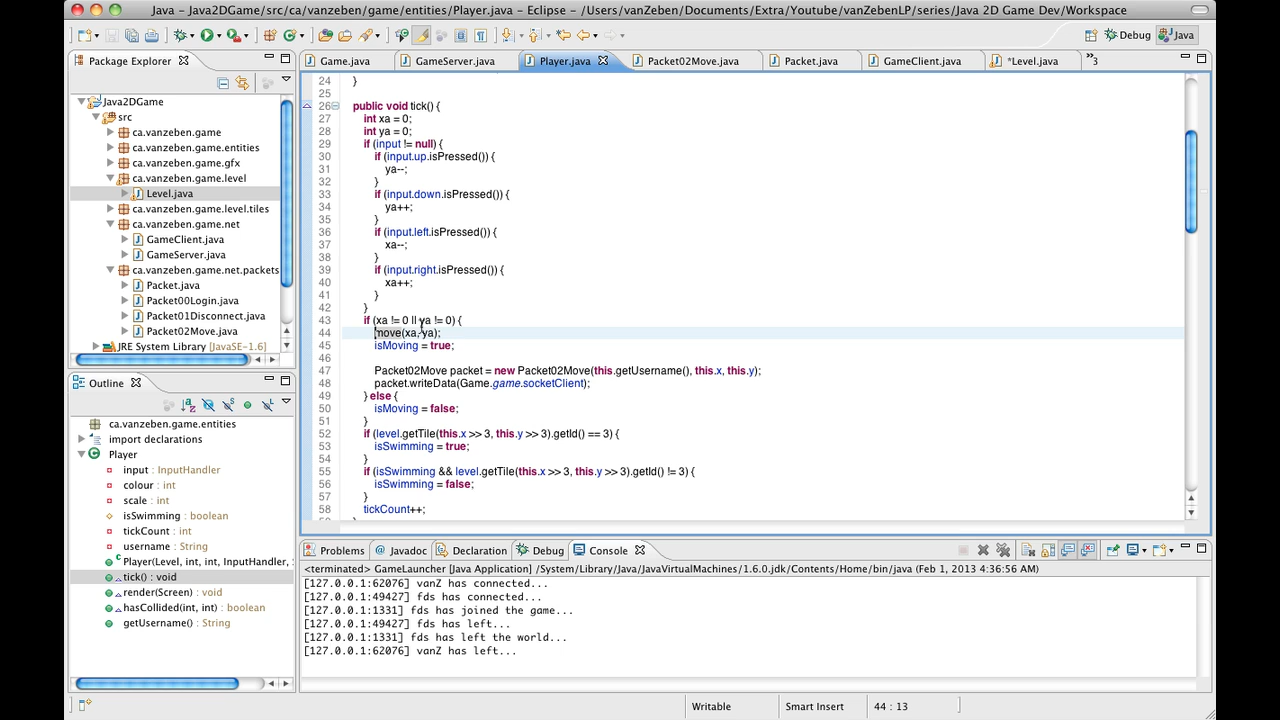 Java - Java2DGame/src/ca/vanzeben/game/entities/Player.java - Eclipse - /Users/vanZeben/Documents/Extra/Youtube/vanZebenLP/series/Java 2D Game Dev/Workspace
Debug Java
Package Explorer
Game.java GameServer.java Player.java Packet02Move.java Packet.java GameClient.java *Level.java »3
Java2DGame
src
ca.vanzeben.game
ca.vanzeben.game.entities
ca.vanzeben.game.gfx
ca.vanzeben.game.level
Level.java
ca.vanzeben.game.level.tiles
ca.vanzeben.game.net
GameClient.java
GameServer.java
ca.vanzeben.game.net.packets
Packet.java
Packet00Login.java
Packet01Disconnect.java
Packet02Move.java
JRE System Library [JavaSE-1.6]
24 }
25
26 public void tick() {
27 int xa = 0;
28 int ya = 0;
29 if (input != null) {
30 if (input.up.isPressed()) {
31 ya--;
32 }
33 if (input.down.isPressed()) {
34 ya++;
35 }
36 if (input.left.isPressed()) {
37 xa--;
38 }
39 if (input.right.isPressed()) {
40 xa++;
41 }
42 }
43 if (xa != 0 || ya != 0) {
44 move(xa, ya);
45 isMoving = true;
46
47 Packet02Move packet = new Packet02Move(this.getUsername(), this.x, this.y);
48 packet.writeData(Game.game.socketClient);
49 } else {
50 isMoving = false;
51 }
52 if (level.getTile(this.x >> 3, this.y >> 3).getId() == 3) {
53 isSwimming = true;
54 }
55 if (isSwimming && level.getTile(this.x >> 3, this.y >> 3).getId() != 3) {
56 isSwimming = false;
57 }
58 tickCount++;
Outline
ca.vanzeben.game.entities
import declarations
Player
input : InputHandler
colour : int
scale : int
isSwimming : boolean
tickCount : int
username : String
Player(Level, int, int, InputHandler, 
tick() : void
render(Screen) : void
hasCollided(int, int) : boolean
getUsername() : String
Problems Javadoc Declaration Debug Console
<terminated> GameLauncher [Java Application] /System/Library/Java/JavaVirtualMachines/1.6.0.jdk/Contents/Home/bin/java (Feb 1, 2013 4:36:56 AM)
[127.0.0.1:62076] vanZ has connected...
[127.0.0.1:49427] fds has connected...
[127.0.0.1:1331] fds has joined the game...
[127.0.0.1:49427] fds has left...
[127.0.0.1:1331] fds has left the world...
[127.0.0.1:62076] vanZ has left...
Writable Smart Insert 44 : 13